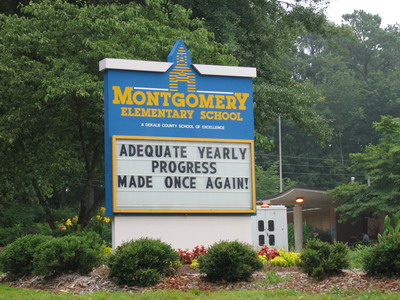 MONTGOMERY
ELEMENTARY SCHOOL
A DEKALB COUNTY SCHOOL OF EXCELLENCE
ADEQUATE YEARLY
PROGRESS
MADE ONCE AGAIN!